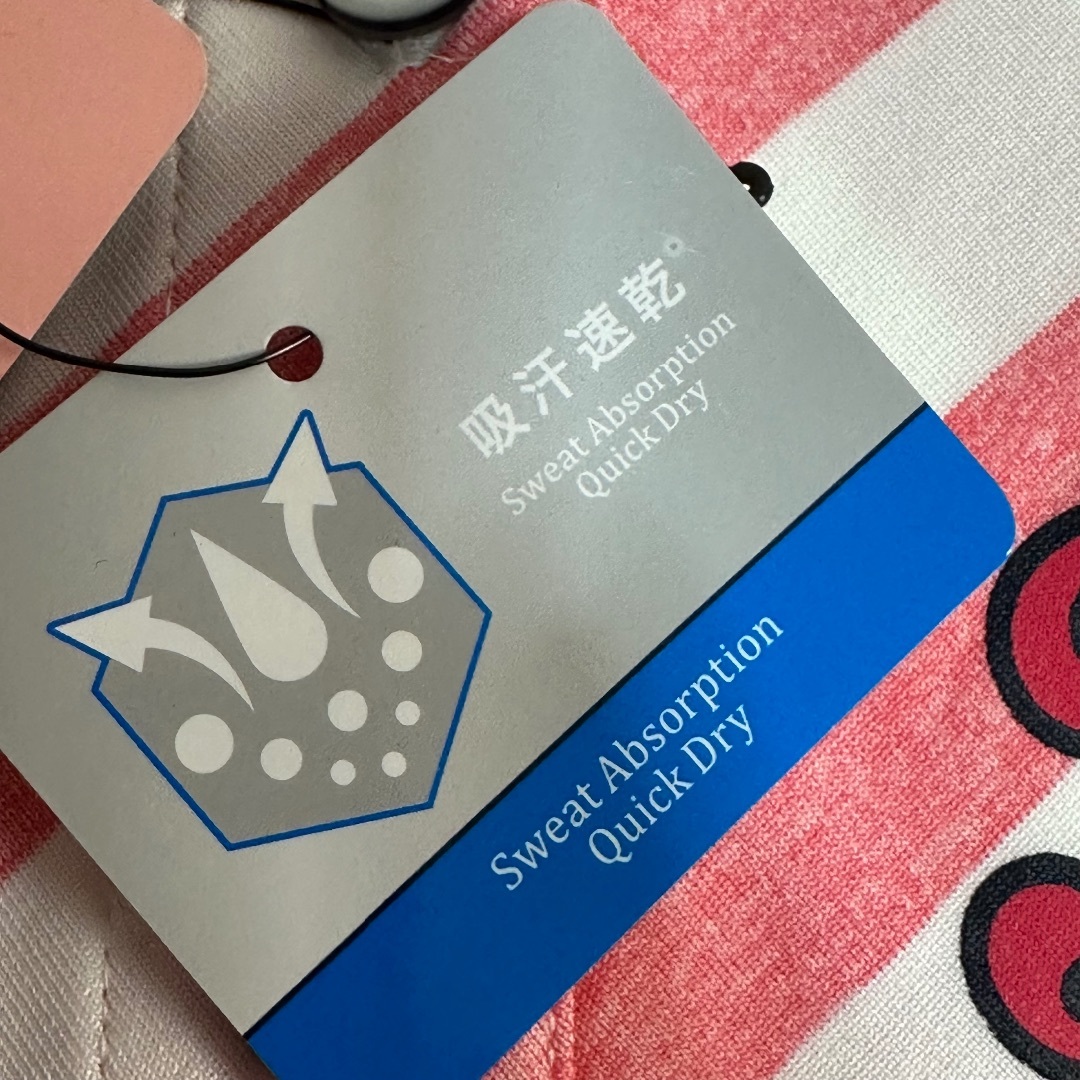 吸汗速乾
Sweat Absorption
Quick Dry
Sweat Absorption
Quick Dry